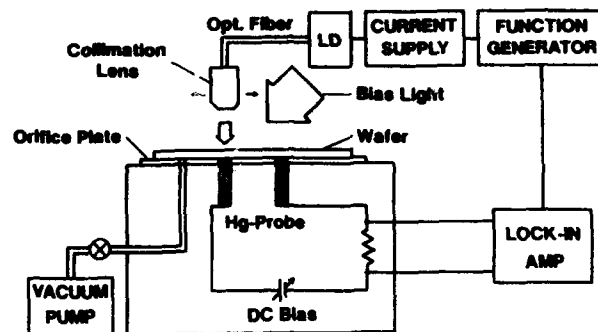 Opt. Fiber
LD
CURRENT
SUPPLY
FUNCTION
GENERATOR
Collimation
Lens
Bias Light
Orifice Plate
Wafer
Hg-Probe
LOCK-IN
AMP
DC Bias
VACUUM
PUMP